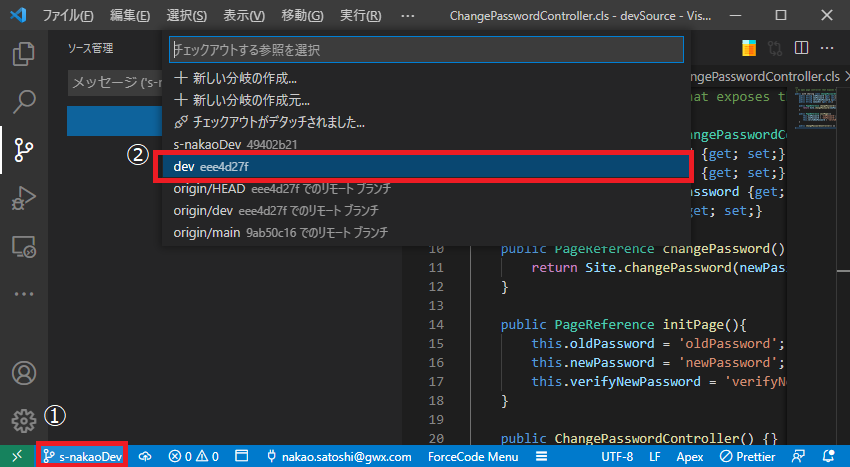 ファイル(F) 編集(E) 選択(S) 表示(V) 移動(G) 実行(R) … ChangePasswordController.cls - devSource - Vis...
ソース管理
チェックアウトする参照を選択
メッセージ ('s-n
新しい分岐の作成...
新しい分岐の作成元...
チェックアウトがデタッチされました...
s-nakaoDev 49402b21
② dev eee4d27f
origin/HEAD eee4d27f でのリモート ブランチ
origin/dev eee4d27f でのリモート ブランチ
origin/main 9ab50c16 でのリモート ブランチ
ngePasswordController.cls
hat exposes t
ngePasswordCo
{get; set;}
{get; set;}
ssword {get;
get; set;}
10 public PageReference changePassword()
11 return Site.changePassword(newPas
12 }
13
14 public PageReference initPage(){
15 this.oldPassword = 'oldPassword';
16 this.newPassword = 'newPassword';
17 this.verifyNewPassword = 'verifyN
18 }
19
20 public ChangePasswordController() {}
①
s-nakaoDev 0 0 nakao.satoshi@gwx.com ForceCode Menu UTF-8 LF Apex Prettier